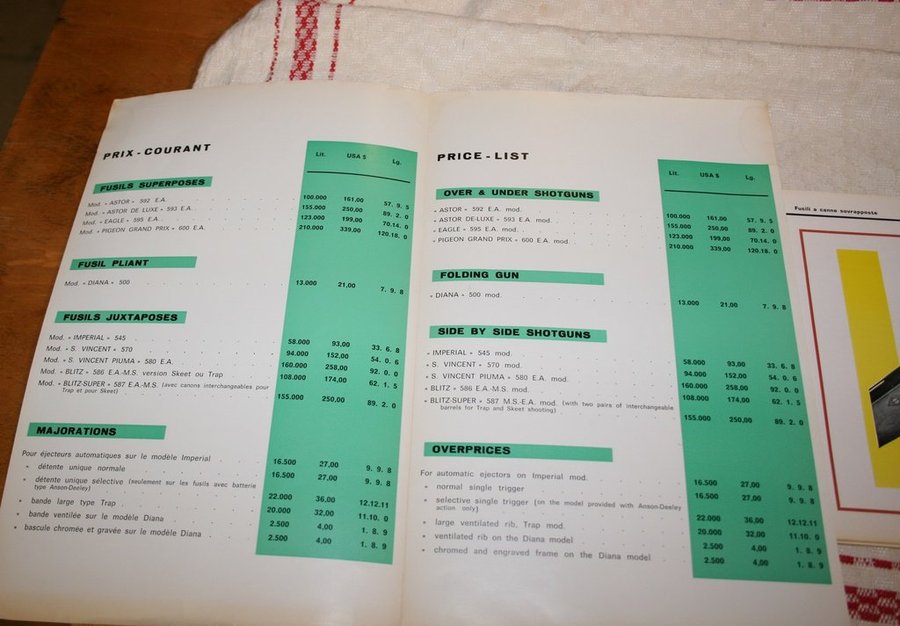 PRIX - COURANT
Lit. USA $ Lg.
FUSILS SUPERPOSES
Mod. « ASTOR » 592 E.A. 100.000 161,00 57. 9. 5
Mod. « ASTOR DE LUXE » 593 E.A. 155.000 250,00 89. 2. 0
Mod. « EAGLE » 595 E.A. 123.000 199,00 70.14. 0
Mod. « PIGEON GRAND PRIX » 600 E.A. 210.000 339,00 120.18. 0
FUSIL PLIANT
Mod. « DIANA » 500 13.000 21,00 7. 9. 8
FUSILS JUXTAPOSES
Mod. « IMPERIAL » 545 58.000 93,00 33. 6. 8
Mod. « S. VINCENT » 570 94.000 152,00 54. 0. 6
Mod. « S. VINCENT PIUMA » 580 E.A. 160.000 258,00 92. 0. 0
Mod. « BLITZ » 586 E.A.-M.S. version Skeet ou Trap 108.000 174,00 62. 1. 5
Mod. « BLITZ-SUPER » 587 E.A.-M.S. (avec canons interchangeables pour
Trap et pour Skeet) 155.000 250,00 89. 2. 0
MAJORATIONS
Pour éjecteurs automatiques sur le modèle Imperial 16.500 27,00 9. 9. 8
» détente unique normale 16.500 27,00 9. 9. 8
» détente unique sélective (seulement sur les fusils avec batterie
type Anson-Deeley) 22.000 36,00 12.12.11
» bande large type Trap 20.000 32,00 11.10. 0
» bande ventilée sur le modèle Diana 2.500 4,00 1. 8. 9
» bascule chromée et gravée sur le modèle Diana 2.500 4,00 1. 8. 9
PRICE - LIST
Lit. USA $ Lg.
OVER & UNDER SHOTGUNS
« ASTOR » 592 E.A. mod. 100.000 161,00 57. 9. 5
« ASTOR DE-LUXE » 593 E.A. mod. 155.000 250,00 89. 2. 0
« EAGLE » 595 E.A. mod. 123.000 199,00 70.14. 0
« PIGEON GRAND PRIX » 600 E.A. mod. 210.000 339,00 120.18. 0
FOLDING GUN
« DIANA » 500 mod. 13.000 21,00 7. 9. 8
SIDE BY SIDE SHOTGUNS
« IMPERIAL » 545 mod. 58.000 93,00 33. 6. 8
« S. VINCENT » 570 mod. 94.000 152,00 54. 0. 6
« S. VINCENT PIUMA » 580 E.A. mod. 160.000 258,00 92. 0. 0
« BLITZ » 586 E.A.-M.S. mod. 108.000 174,00 62. 1. 5
« BLITZ-SUPER » 587 M.S.-E.A. mod. (with two pairs of interchangeable
barrels for Trap and Skeet shooting) 155.000 250,00 89. 2. 0
OVERPRICES
For automatic ejectors on Imperial mod. 16.500 27,00 9. 9. 8
» normal single trigger 16.500 27,00 9. 9. 8
» selective single trigger (on the model provided with Anson-Deeley
action only) 22.000 36,00 12.12.11
» large ventilated rib, Trap mod. 20.000 32,00 11.10. 0
» ventilated rib on the Diana model 2.500 4,00 1. 8. 9
» chromed and engraved frame on the Diana model 2.500 4,00 1. 8. 9
Fusili a canne sovrapposte